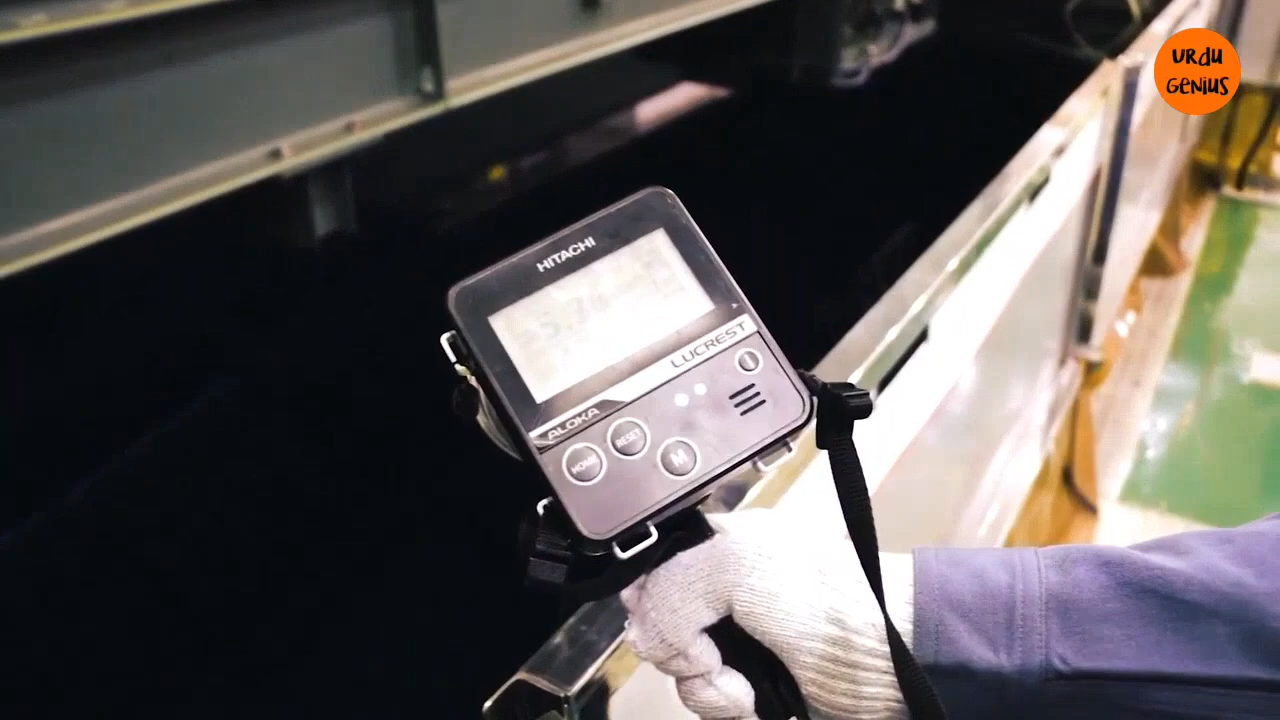 URdU
GENiUS
HITACHI
LUCREST
ALOKA
HOME
RESET
M